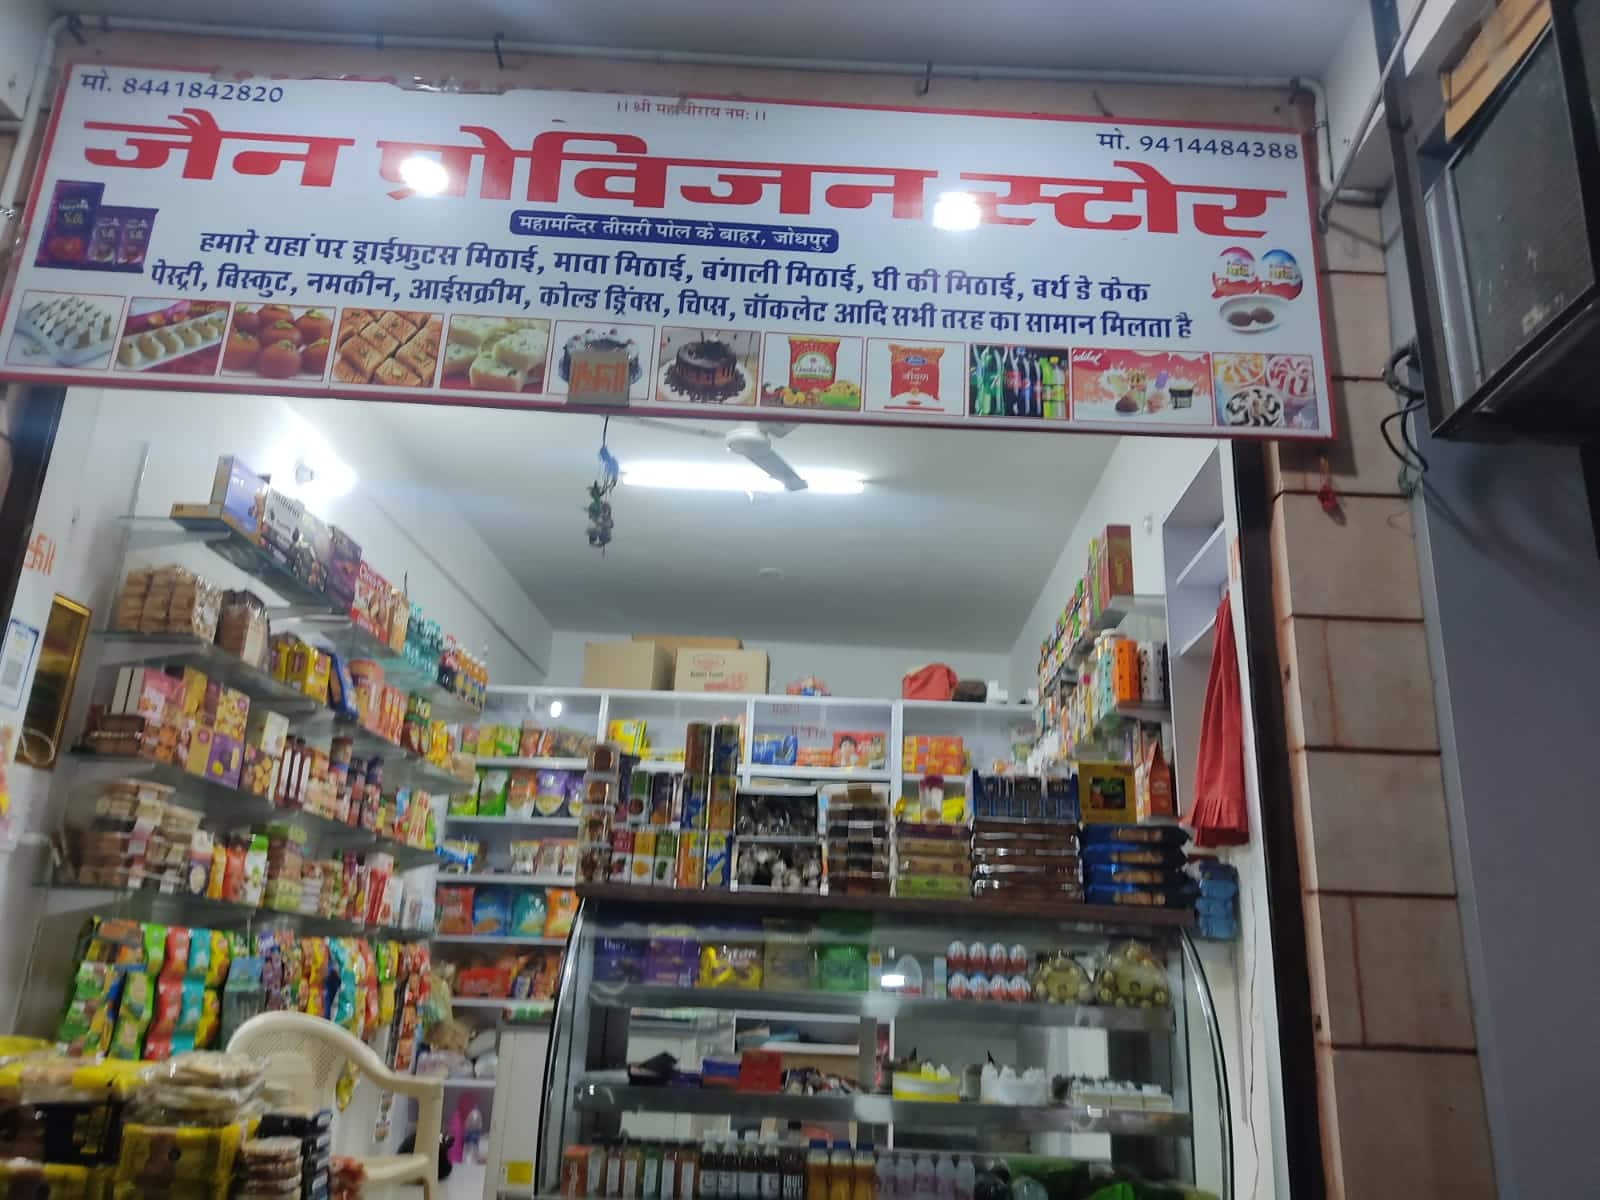 मो. 8441842820
।। श्री महावीराय नमः ।।
मो. 9414484388
जैन प्रोविजन स्टोर
महामन्दिर तीसरी पोल के बाहर, जोधपुर
हमारे यहां पर ड्राईफ्रुटस मिठाई, मावा मिठाई, बंगाली मिठाई, घी की मिठाई, बर्थ डे केक
पेस्ट्री, बिस्कुट, नमकीन, आईसक्रीम, कोल्ड ड्रिंक्स, चिप्स, चॉकलेट आदि सभी तरह का सामान मिलता है